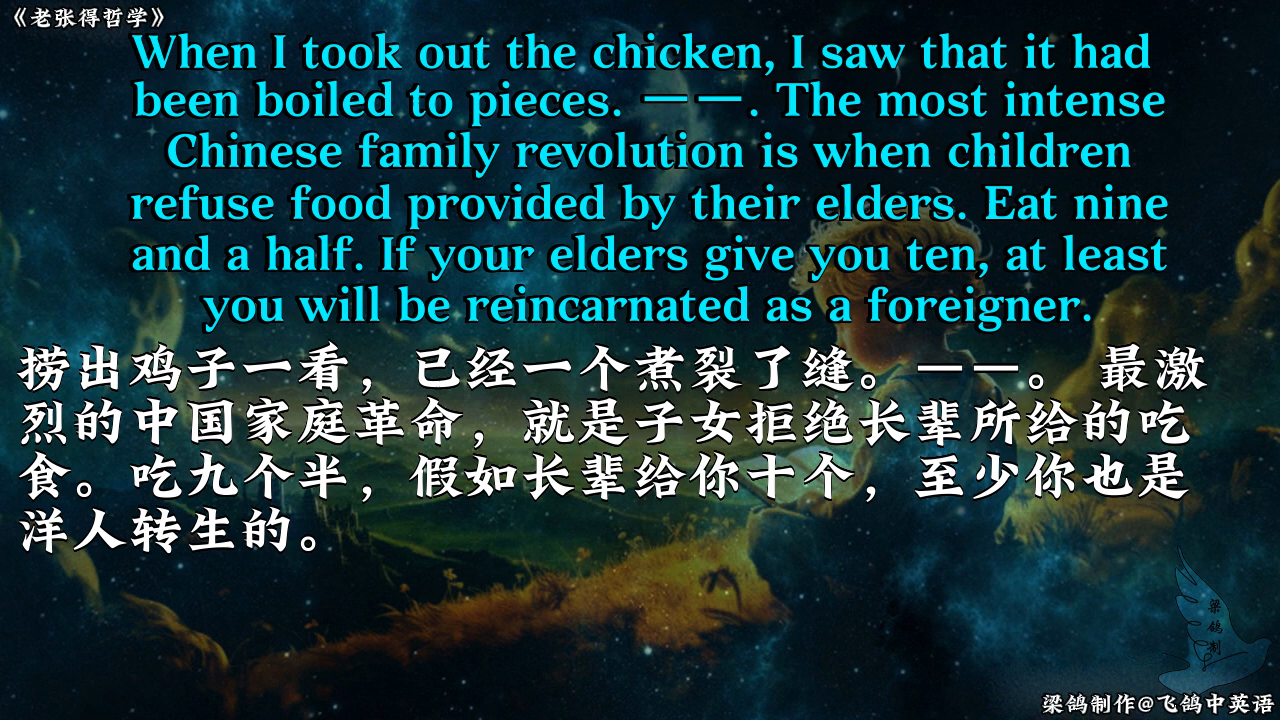 《老张得哲学》
When I took out the chicken, I saw that it had
been boiled to pieces. ——. The most intense
Chinese family revolution is when children
refuse food provided by their elders. Eat nine
and a half. If your elders give you ten, at least
you will be reincarnated as a foreigner.
捞出鸡子一看，已经一个煮裂了缝。——。 最激
烈的中国家庭革命，就是子女拒绝长辈所给的吃
食。吃九个半，假如长辈给你十个，至少你也是
洋人转生的。
梁鸽制
梁鸽制作@飞鸽中英语